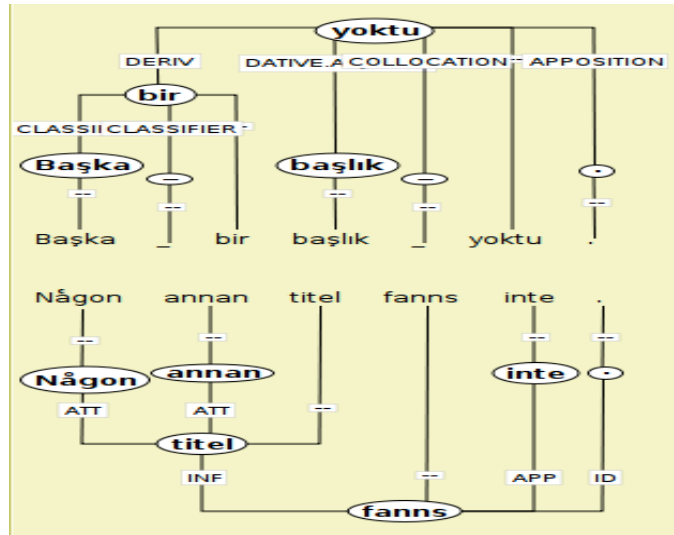 yoktu
DERIV DATIVE.A COLLOCATION -- APPOSITION
bir
CLASSII CLASSIFIER -
Başka – başlık – .
-- -- -- -- --
Başka _ bir başlık _ yoktu .
Någon annan titel fanns inte .
-- -- -- --
Någon annan inte .
ATT ATT -- 
titel
INF -- APP ID
fanns